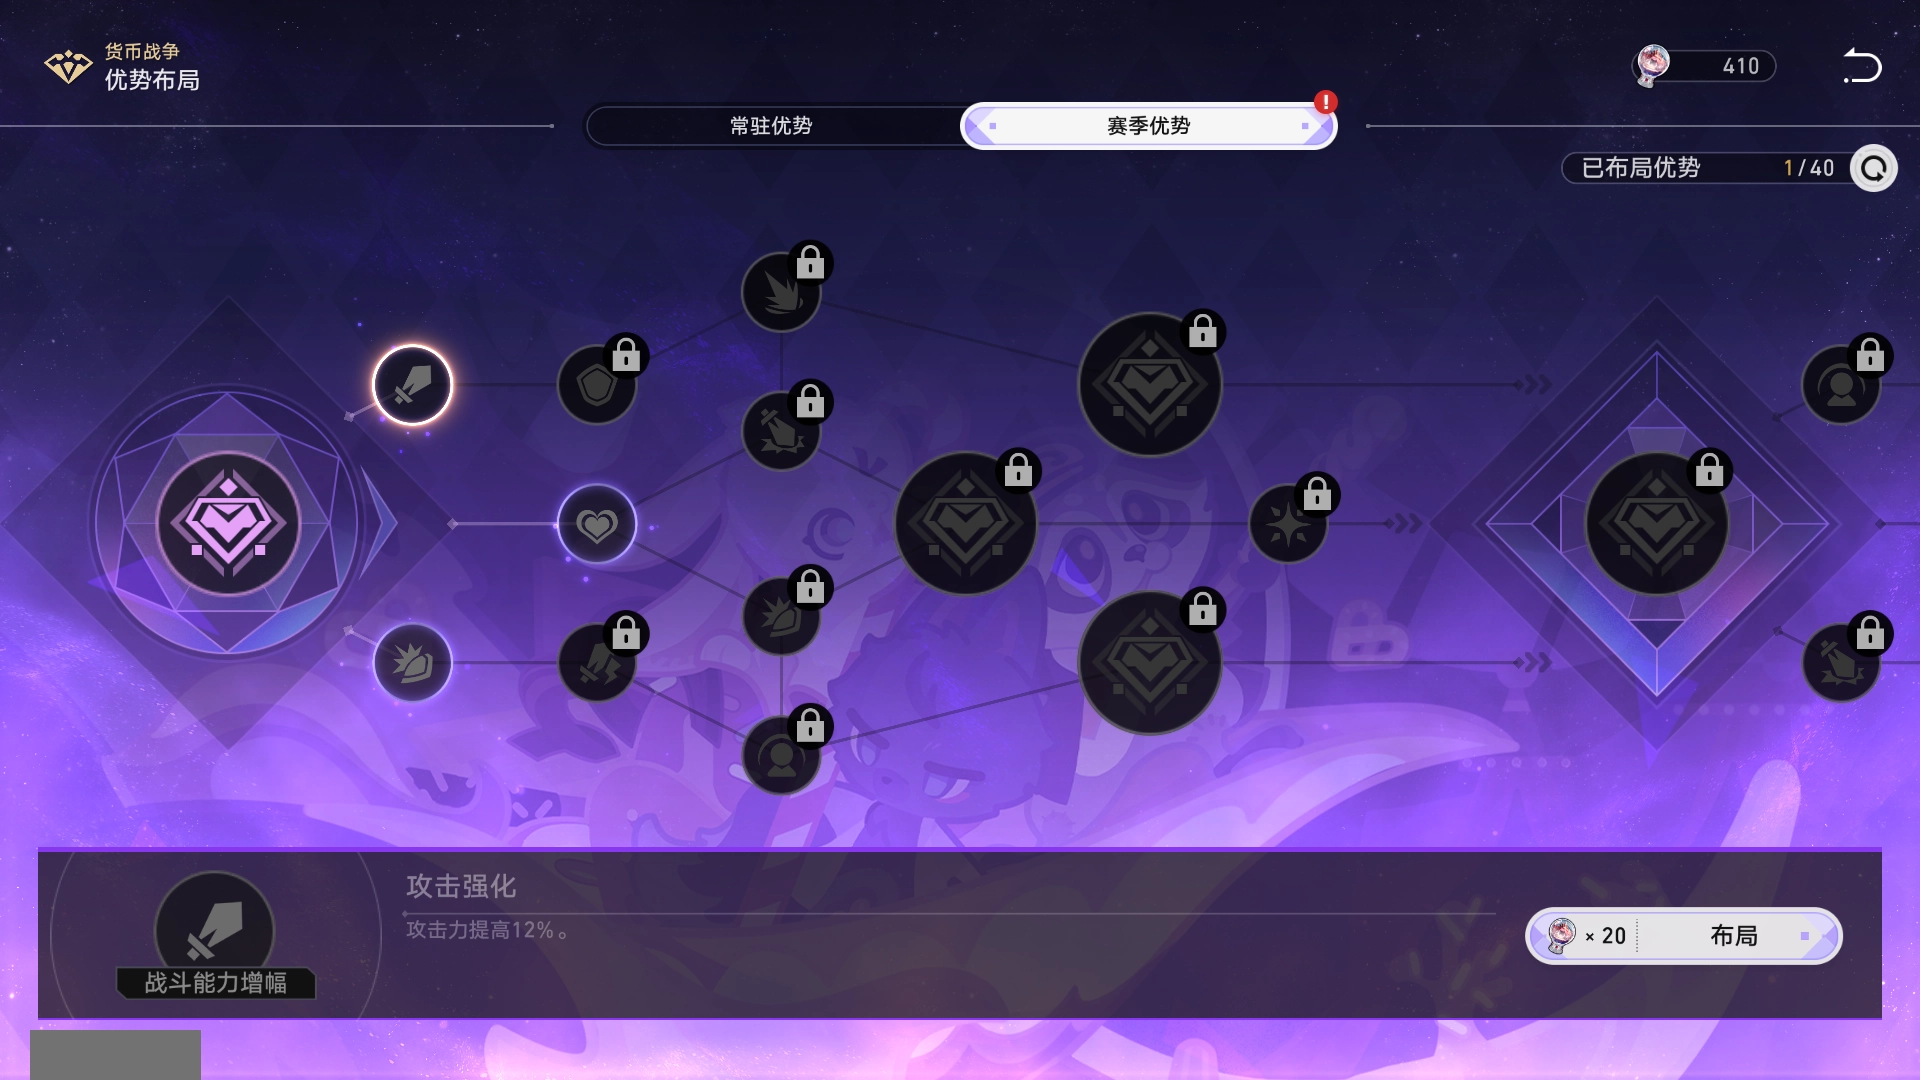 货币战争
优势布局
410
常驻优势
赛季优势
!
已布局优势 1/40
攻击强化
攻击力提高12%。
战斗能力增幅
× 20
布局